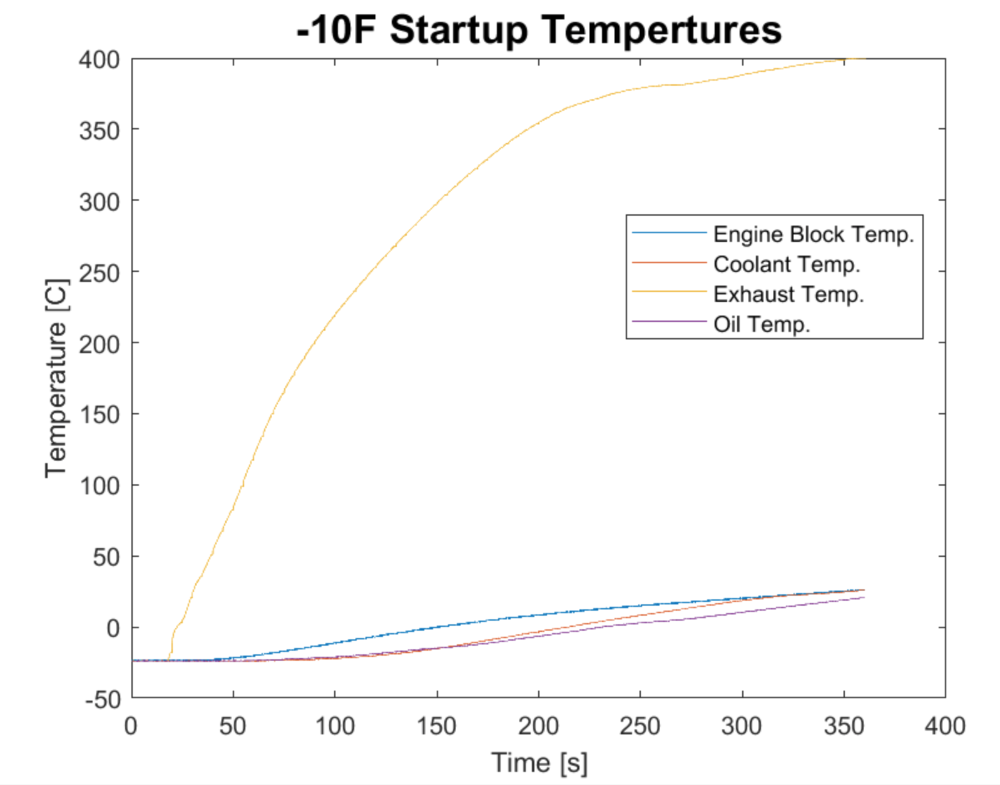 -10F Startup Tempertures
400
350
300
250
200
150
100
50
0
-50
Temperature [C]
Engine Block Temp.
Coolant Temp.
Exhaust Temp.
Oil Temp.
0 50 100 150 200 250 300 350 400
Time [s]